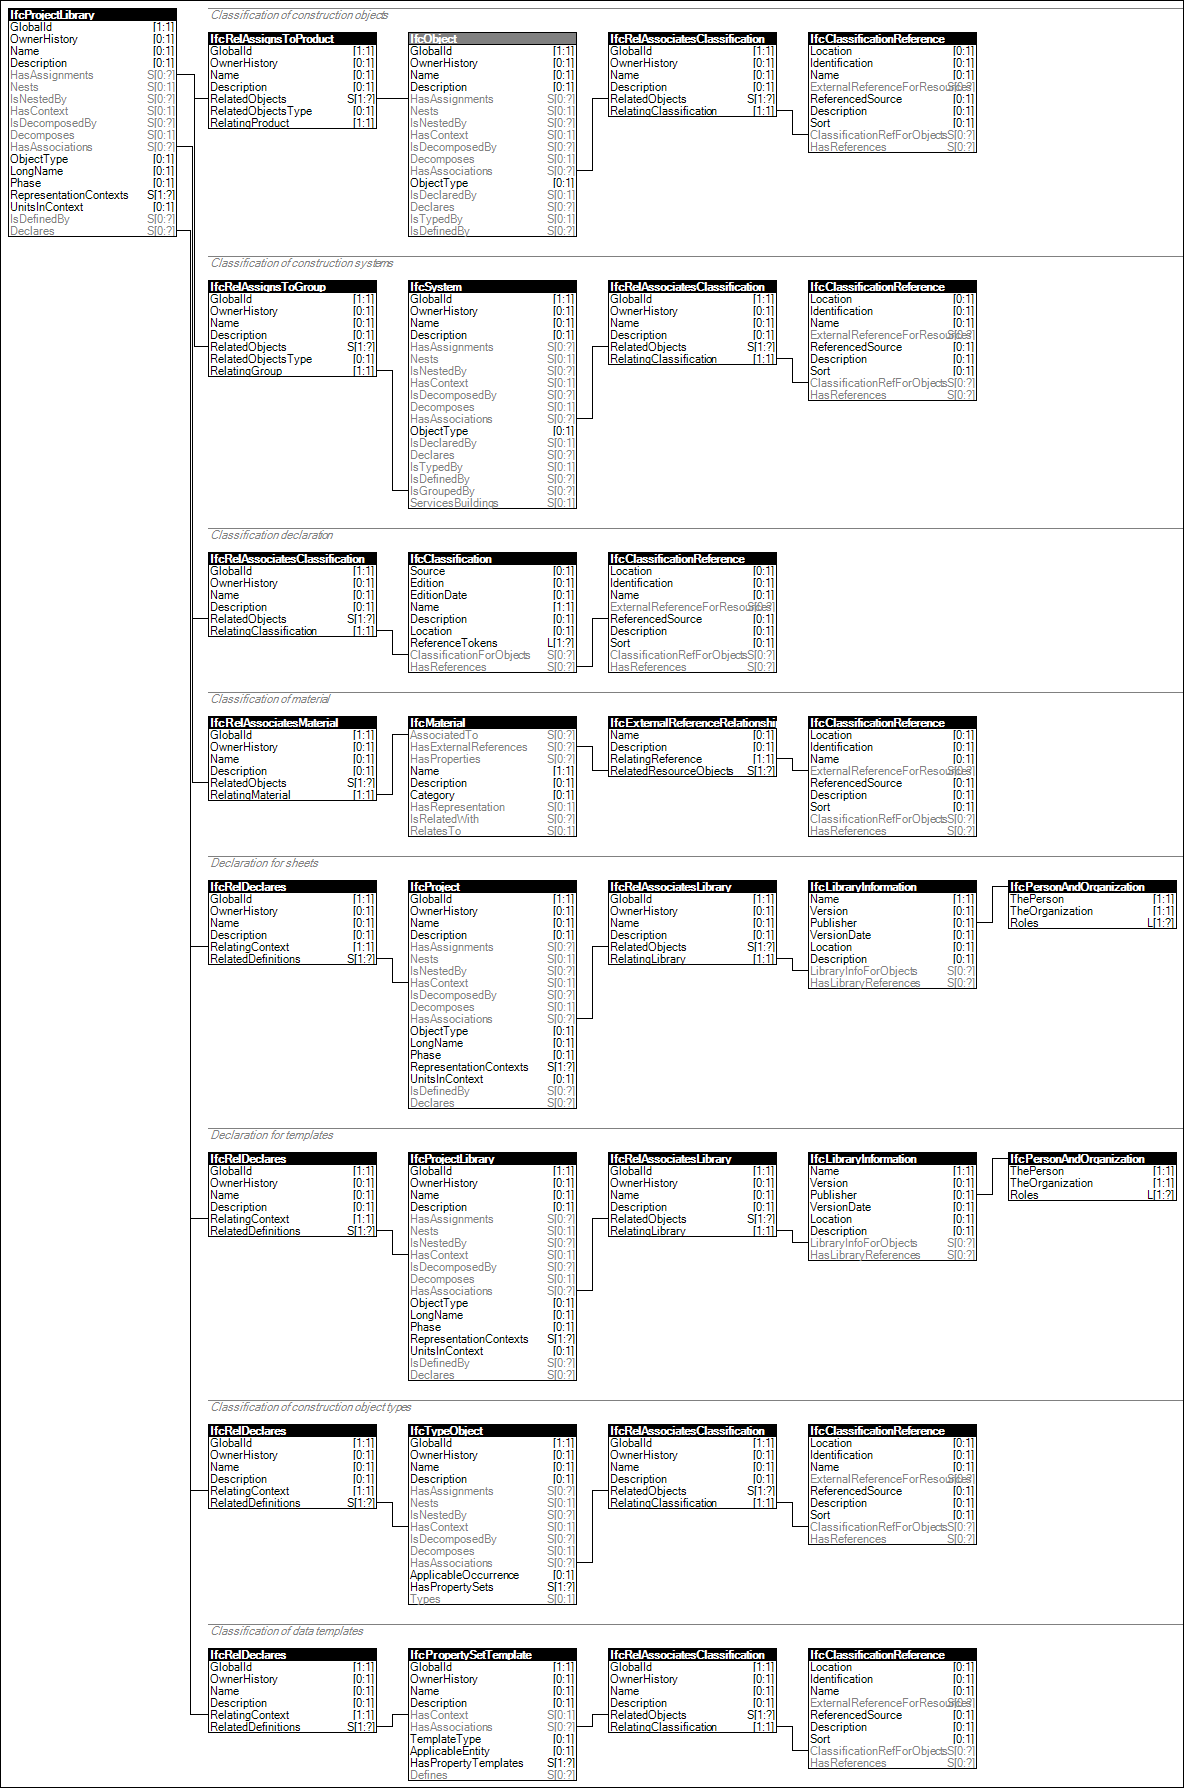 IfcProjectLibrary
GlobalId [1:1]
OwnerHistory [0:1]
Name [0:1]
Description [0:1]
HasAssignments S[0:?]
Nests S[0:1]
IsNestedBy S[0:?]
HasContext S[0:1]
IsDecomposedBy S[0:?]
Decomposes S[0:1]
HasAssociations S[0:?]
ObjectType [0:1]
LongName [0:1]
Phase [0:1]
RepresentationContexts S[1:?]
UnitsInContext [0:1]
IsDefinedBy S[0:?]
Declares S[0:?]
Classification of construction objects
IfcRelAssignsToProduct
GlobalId [1:1]
OwnerHistory [0:1]
Name [0:1]
Description [0:1]
RelatedObjects S[1:?]
RelatedObjectsType [0:1]
RelatingProduct [1:1]
IfcObject
GlobalId [1:1]
OwnerHistory [0:1]
Name [0:1]
Description [0:1]
HasAssignments S[0:?]
Nests S[0:1]
IsNestedBy S[0:?]
HasContext S[0:1]
IsDecomposedBy S[0:?]
Decomposes S[0:1]
HasAssociations S[0:?]
ObjectType [0:1]
IsDeclaredBy S[0:1]
Declares S[0:?]
IsTypedBy S[0:1]
IsDefinedBy S[0:?]
IfcRelAssociatesClassification
GlobalId [1:1]
OwnerHistory [0:1]
Name [0:1]
Description [0:1]
RelatedObjects S[1:?]
RelatingClassification [1:1]
IfcClassificationReference
Location [0:1]
Identification [0:1]
Name [0:1]
ExternalReferenceForResources S[0:?]
ReferencedSource [0:1]
Description [0:1]
Sort [0:1]
ClassificationRefForObjects S[0:?]
HasReferences S[0:?]
Classification of construction systems
IfcRelAssignsToGroup
GlobalId [1:1]
OwnerHistory [0:1]
Name [0:1]
Description [0:1]
RelatedObjects S[1:?]
RelatedObjectsType [0:1]
RelatingGroup [1:1]
IfcSystem
GlobalId [1:1]
OwnerHistory [0:1]
Name [0:1]
Description [0:1]
HasAssignments S[0:?]
Nests S[0:1]
IsNestedBy S[0:?]
HasContext S[0:1]
IsDecomposedBy S[0:?]
Decomposes S[0:1]
HasAssociations S[0:?]
ObjectType [0:1]
IsDeclaredBy S[0:1]
Declares S[0:?]
IsTypedBy S[0:1]
IsDefinedBy S[0:?]
IsGroupedBy S[0:?]
ServicesBuildings S[0:1]
IfcRelAssociatesClassification
GlobalId [1:1]
OwnerHistory [0:1]
Name [0:1]
Description [0:1]
RelatedObjects S[1:?]
RelatingClassification [1:1]
IfcClassificationReference
Location [0:1]
Identification [0:1]
Name [0:1]
ExternalReferenceForResources S[0:?]
ReferencedSource [0:1]
Description [0:1]
Sort [0:1]
ClassificationRefForObjects S[0:?]
HasReferences S[0:?]
Classification declaration
IfcRelAssociatesClassification
GlobalId [1:1]
OwnerHistory [0:1]
Name [0:1]
Description [0:1]
RelatedObjects S[1:?]
RelatingClassification [1:1]
IfcClassification
Source [0:1]
Edition [0:1]
EditionDate [0:1]
Name [1:1]
Description [0:1]
Location [0:1]
ReferenceTokens L[1:?]
ClassificationForObjects S[0:?]
HasReferences S[0:?]
IfcClassificationReference
Location [0:1]
Identification [0:1]
Name [0:1]
ExternalReferenceForResources S[0:?]
ReferencedSource [0:1]
Description [0:1]
Sort [0:1]
ClassificationRefForObjects S[0:?]
HasReferences S[0:?]
Classification of material
IfcRelAssociatesMaterial
GlobalId [1:1]
OwnerHistory [0:1]
Name [0:1]
Description [0:1]
RelatedObjects S[1:?]
RelatingMaterial [1:1]
IfcMaterial
AssociatedTo S[0:?]
HasExternalReferences S[0:?]
HasProperties S[0:?]
Name [1:1]
Description [0:1]
Category [0:1]
HasRepresentation S[0:1]
IsRelatedWith S[0:?]
RelatesTo S[0:1]
IfcExternalReferenceRelationship
Name [0:1]
Description [0:1]
RelatingReference [1:1]
RelatedResourceObjects S[1:?]
IfcClassificationReference
Location [0:1]
Identification [0:1]
Name [0:1]
ExternalReferenceForResources S[0:?]
ReferencedSource [0:1]
Description [0:1]
Sort [0:1]
ClassificationRefForObjects S[0:?]
HasReferences S[0:?]
Declaration for sheets
IfcRelDeclares
GlobalId [1:1]
OwnerHistory [0:1]
Name [0:1]
Description [0:1]
RelatingContext [1:1]
RelatedDefinitions S[1:?]
IfcProject
GlobalId [1:1]
OwnerHistory [0:1]
Name [0:1]
Description [0:1]
HasAssignments S[0:?]
Nests S[0:1]
IsNestedBy S[0:?]
HasContext S[0:1]
IsDecomposedBy S[0:?]
Decomposes S[0:1]
HasAssociations S[0:?]
ObjectType [0:1]
LongName [0:1]
Phase [0:1]
RepresentationContexts S[1:?]
UnitsInContext [0:1]
IsDefinedBy S[0:?]
Declares S[0:?]
IfcRelAssociatesLibrary
GlobalId [1:1]
OwnerHistory [0:1]
Name [0:1]
Description [0:1]
RelatedObjects S[1:?]
RelatingLibrary [1:1]
IfcLibraryInformation
Name [1:1]
Version [0:1]
Publisher [0:1]
VersionDate [0:1]
Location [0:1]
Description [0:1]
LibraryInfoForObjects S[0:?]
HasLibraryReferences S[0:?]
IfcPersonAndOrganization
ThePerson [1:1]
TheOrganization [1:1]
Roles L[1:?]
Declaration for templates
IfcRelDeclares
GlobalId [1:1]
OwnerHistory [0:1]
Name [0:1]
Description [0:1]
RelatingContext [1:1]
RelatedDefinitions S[1:?]
IfcProjectLibrary
GlobalId [1:1]
OwnerHistory [0:1]
Name [0:1]
Description [0:1]
HasAssignments S[0:?]
Nests S[0:1]
IsNestedBy S[0:?]
HasContext S[0:1]
IsDecomposedBy S[0:?]
Decomposes S[0:1]
HasAssociations S[0:?]
ObjectType [0:1]
LongName [0:1]
Phase [0:1]
RepresentationContexts S[1:?]
UnitsInContext [0:1]
IsDefinedBy S[0:?]
Declares S[0:?]
IfcRelAssociatesLibrary
GlobalId [1:1]
OwnerHistory [0:1]
Name [0:1]
Description [0:1]
RelatedObjects S[1:?]
RelatingLibrary [1:1]
IfcLibraryInformation
Name [1:1]
Version [0:1]
Publisher [0:1]
VersionDate [0:1]
Location [0:1]
Description [0:1]
LibraryInfoForObjects S[0:?]
HasLibraryReferences S[0:?]
IfcPersonAndOrganization
ThePerson [1:1]
TheOrganization [1:1]
Roles L[1:?]
Classification of construction object types
IfcRelDeclares
GlobalId [1:1]
OwnerHistory [0:1]
Name [0:1]
Description [0:1]
RelatingContext [1:1]
RelatedDefinitions S[1:?]
IfcTypeObject
GlobalId [1:1]
OwnerHistory [0:1]
Name [0:1]
Description [0:1]
HasAssignments S[0:?]
Nests S[0:1]
IsNestedBy S[0:?]
HasContext S[0:1]
IsDecomposedBy S[0:?]
Decomposes S[0:1]
HasAssociations S[0:?]
ApplicableOccurrence [0:1]
HasPropertySets S[1:?]
Types S[0:1]
IfcRelAssociatesClassification
GlobalId [1:1]
OwnerHistory [0:1]
Name [0:1]
Description [0:1]
RelatedObjects S[1:?]
RelatingClassification [1:1]
IfcClassificationReference
Location [0:1]
Identification [0:1]
Name [0:1]
ExternalReferenceForResources S[0:?]
ReferencedSource [0:1]
Description [0:1]
Sort [0:1]
ClassificationRefForObjects S[0:?]
HasReferences S[0:?]
Classification of data templates
IfcRelDeclares
GlobalId [1:1]
OwnerHistory [0:1]
Name [0:1]
Description [0:1]
RelatingContext [1:1]
RelatedDefinitions S[1:?]
IfcPropertySetTemplate
GlobalId [1:1]
OwnerHistory [0:1]
Name [0:1]
Description [0:1]
HasContext S[0:1]
HasAssociations S[0:?]
TemplateType [0:1]
ApplicableEntity [0:1]
HasPropertyTemplates S[1:?]
Defines S[0:?]
IfcRelAssociatesClassification
GlobalId [1:1]
OwnerHistory [0:1]
Name [0:1]
Description [0:1]
RelatedObjects S[1:?]
RelatingClassification [1:1]
IfcClassificationReference
Location [0:1]
Identification [0:1]
Name [0:1]
ExternalReferenceForResources S[0:?]
ReferencedSource [0:1]
Description [0:1]
Sort [0:1]
ClassificationRefForObjects S[0:?]
HasReferences S[0:?]